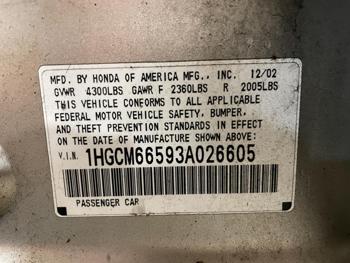 MFD. BY HONDA OF AMERICA MFG., INC. 12/02
GVWR 4300LBS GAWR F 2360LBS R 2005LBS
THIS VEHICLE CONFORMS TO ALL APPLICABLE
FEDERAL MOTOR VEHICLE SAFETY, BUMPER,
AND THEFT PREVENTION STANDARDS IN EFFECT
ON THE DATE OF MANUFACTURE SHOWN ABOVE.
V.I.N. 1HGCM66593A026605
PASSENGER CAR